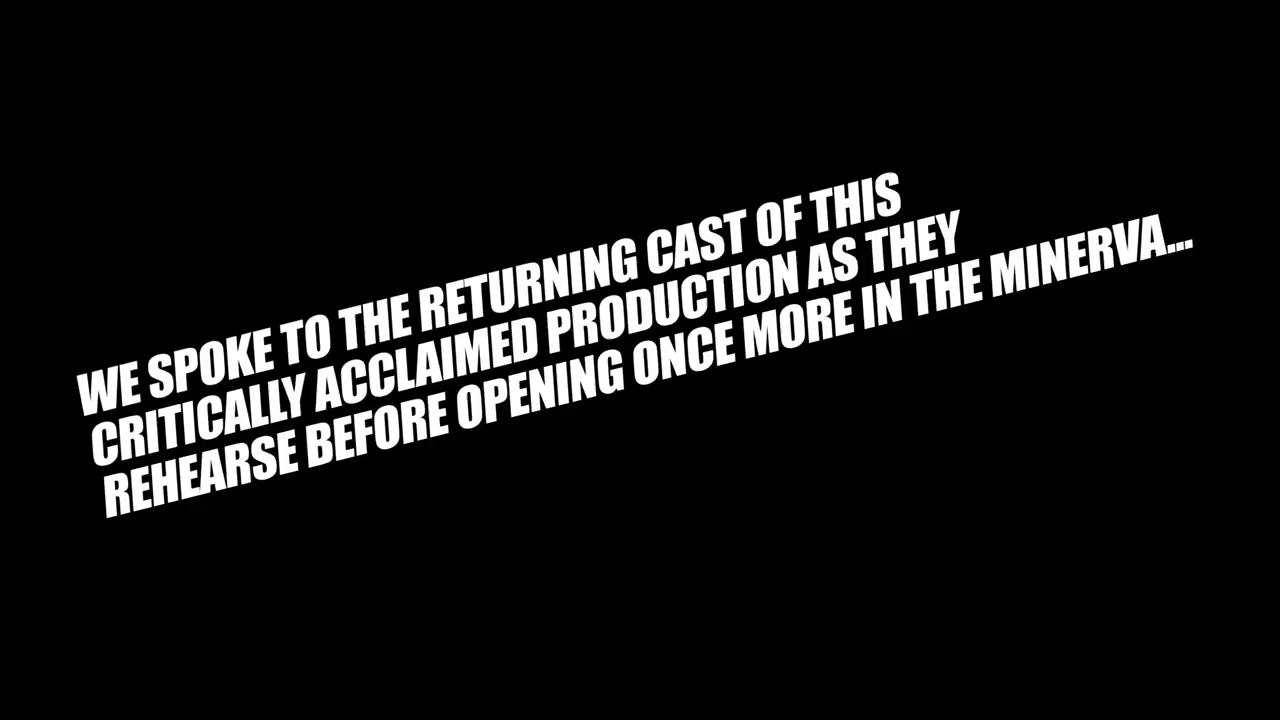 WE SPOKE TO THE RETURNING CAST OF THIS
CRITICALLY ACCLAIMED PRODUCTION AS THEY
REHEARSE BEFORE OPENING ONCE MORE IN THE MINERVA...